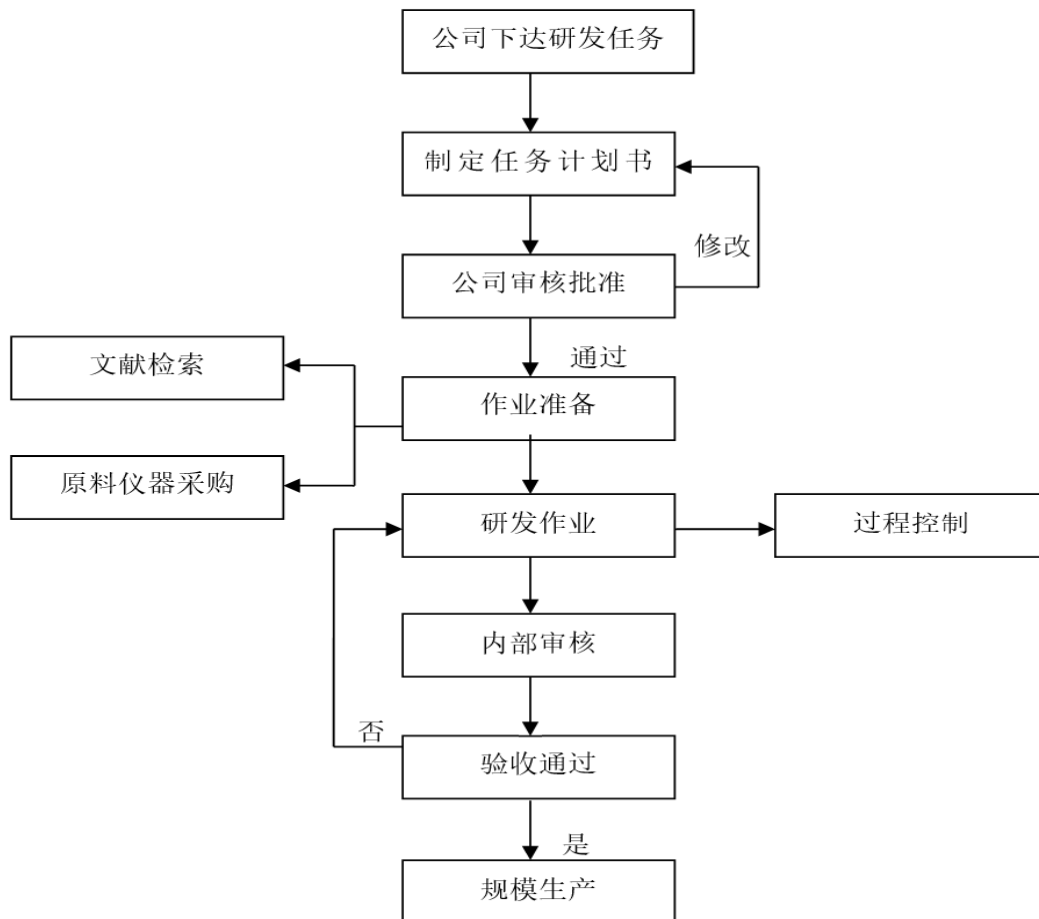 公司下达研发任务
制定任务计划书
修改
公司审核批准
通过
文献检索
作业准备
原料仪器采购
研发作业
过程控制
内部审核
否
验收通过
是
规模生产